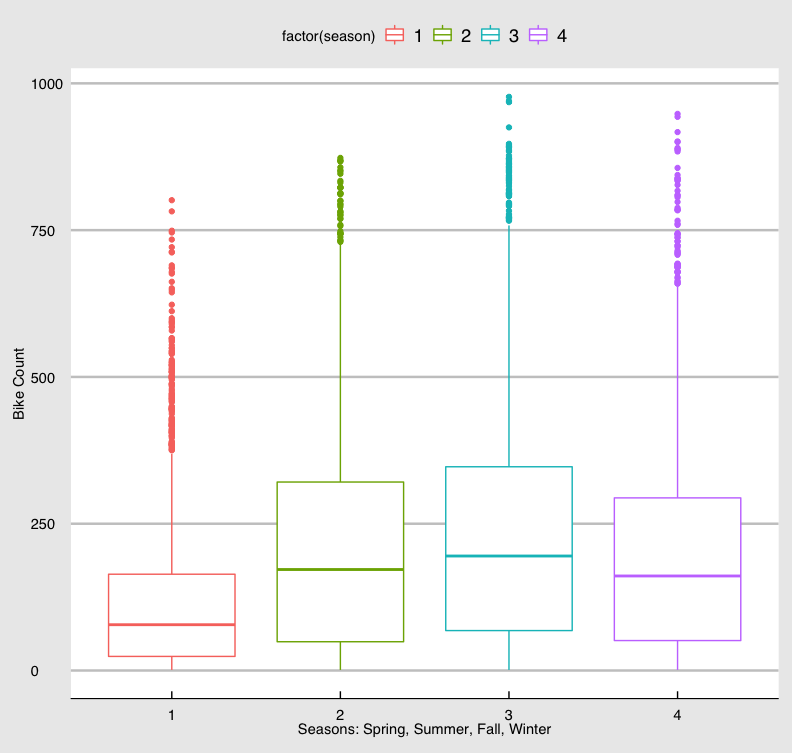 factor(season) 1 2 3 4
1000
750
500
250
0
Bike Count
1 2 3 4
Seasons: Spring, Summer, Fall, Winter